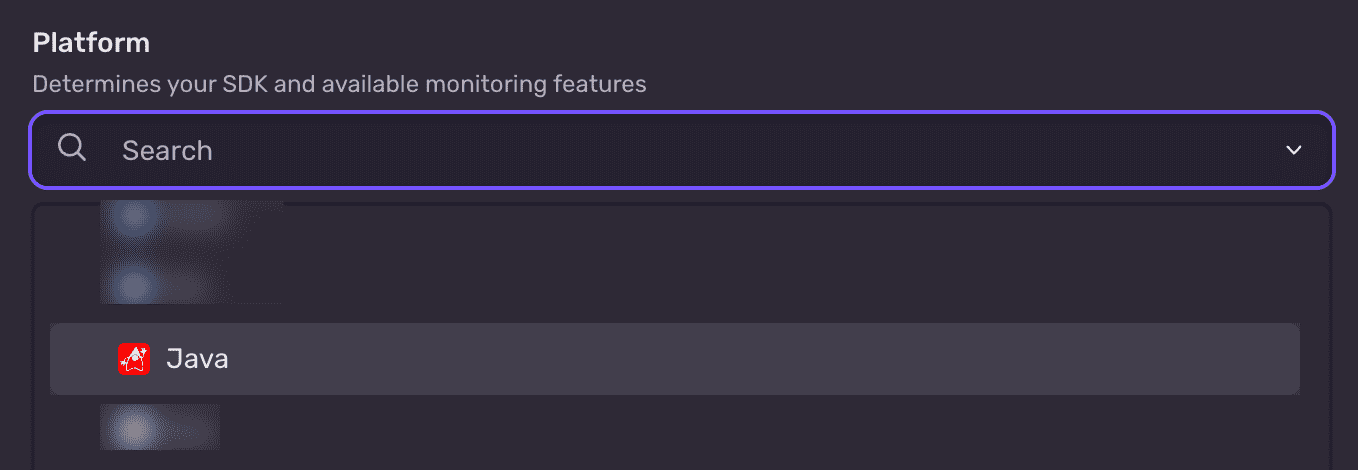 Platform
Determines your SDK and available monitoring features
Search
Java